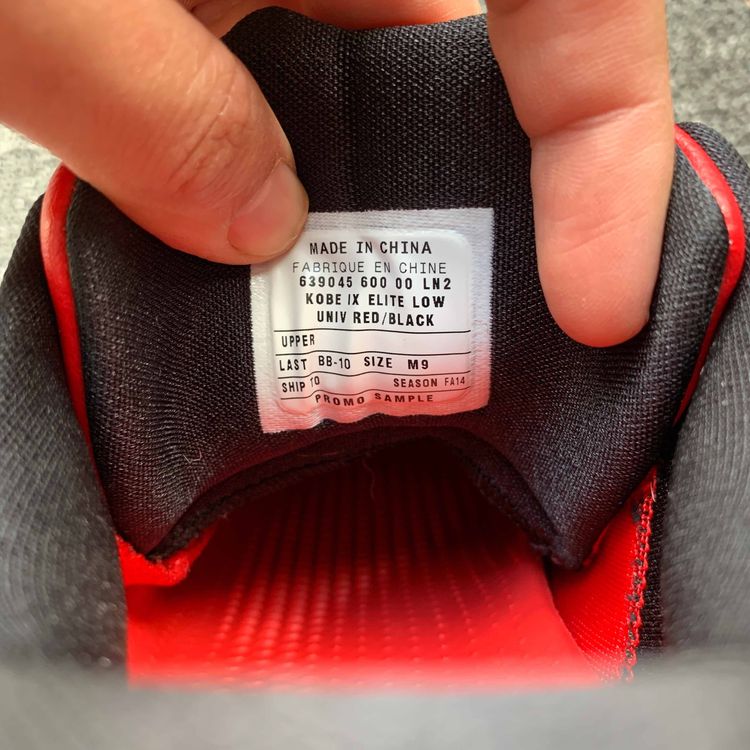 MADE IN CHINA
FABRIQUE EN CHINE
639045 600 00 LN2
KOBE IX ELITE LOW
UNIV RED/BLACK
UPPER
LAST BB-10 SIZE M9
SHIP TO SEASON FA14
PROMO SAMPLE